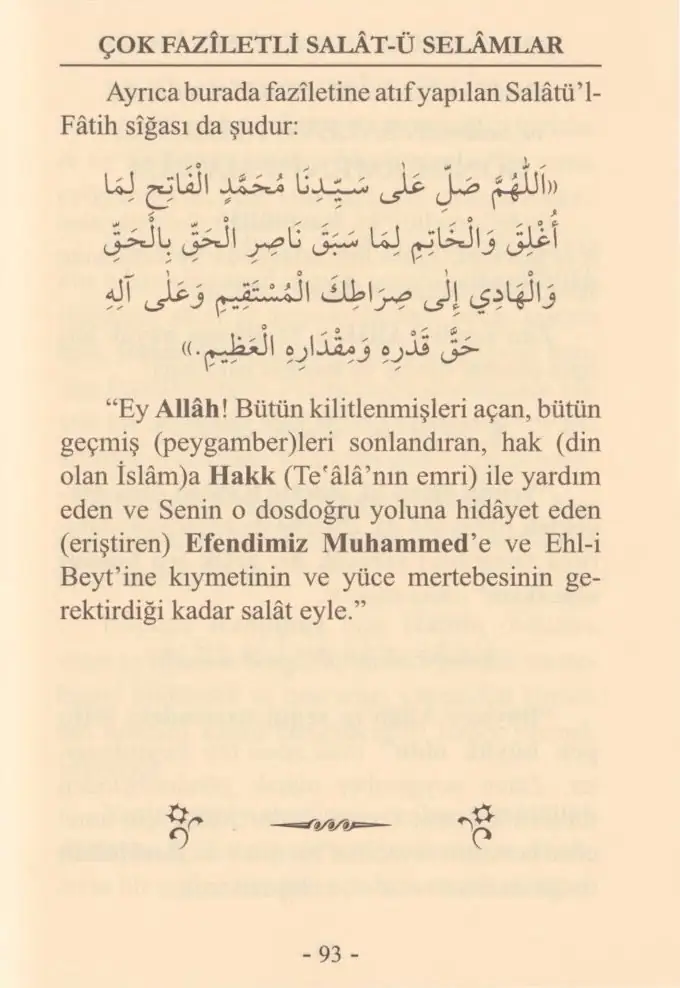 ÇOK FAZÎLETLİ SALÂT-Ü SELÂMLAR
Ayrıca burada fazîletine atıf yapılan Salâtü’l-
Fâtih sîğası da şudur:
«اَللّٰهُمَّ صَلِّ عَلٰى سَيِّدِنَا مُحَمَّدٍ الْفَاتِحِ لِمَا
أُغْلِقَ وَالْخَاتِمِ لِمَا سَبَقَ نَاصِرِ الْحَقِّ بِالْحَقِّ
وَالْهَادِي إِلٰى صِرَاطِكَ الْمُسْتَقِيمِ وَعَلٰى آلِهِ
حَقَّ قَدْرِهِ وَمِقْدَارِهِ الْعَظِيمِ.»
“Ey Allâh! Bütün kilitlenmişleri açan, bütün
geçmiş (peygamber)leri sonlandıran, hak (din
olan İslâm)a Hakk (Te‛âlâ’nın emri) ile yardım
eden ve Senin o dosdoğru yoluna hidâyet eden
(eriştiren) Efendimiz Muhammed’e ve Ehl-i
Beyt’ine kıymetinin ve yüce mertebesinin ge-
rektirdiği kadar salât eyle.”
- 93 -